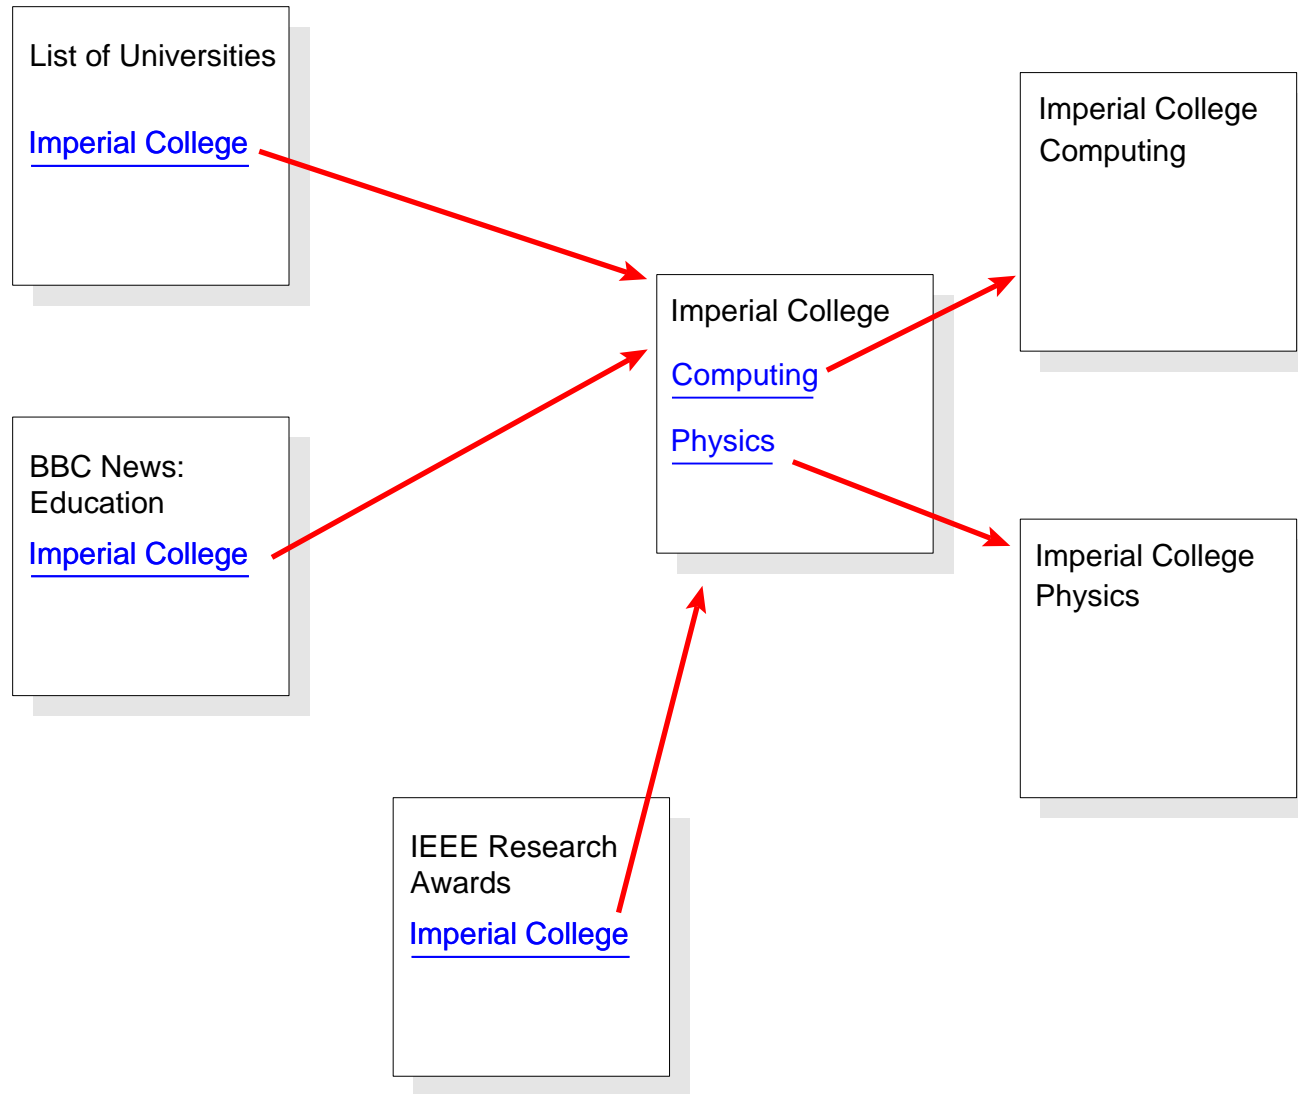 List of Universities
Imperial College
BBC News:
Education
Imperial College
IEEE Research
Awards
Imperial College
Imperial College
Computing
Physics
Imperial College
Computing
Imperial College
Physics